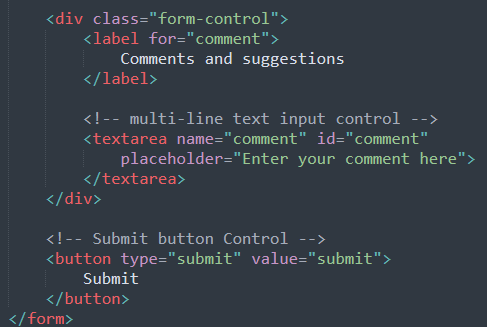 <div class="form-control">
<label for="comment">
Comments and suggestions
</label>
<!-- multi-line text input control -->
<textarea name="comment" id="comment"
placeholder="Enter your comment here">
</textarea>
</div>
<!-- Submit button Control -->
<button type="submit" value="submit">
Submit
</button>
</form>